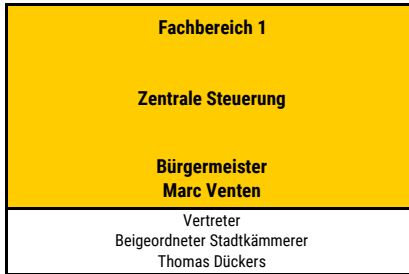 Fachbereich 1
Zentrale Steuerung
Bürgermeister
Marc Venten
Vertreter
Beigeordneter Stadtkämmerer
Thomas Dückers